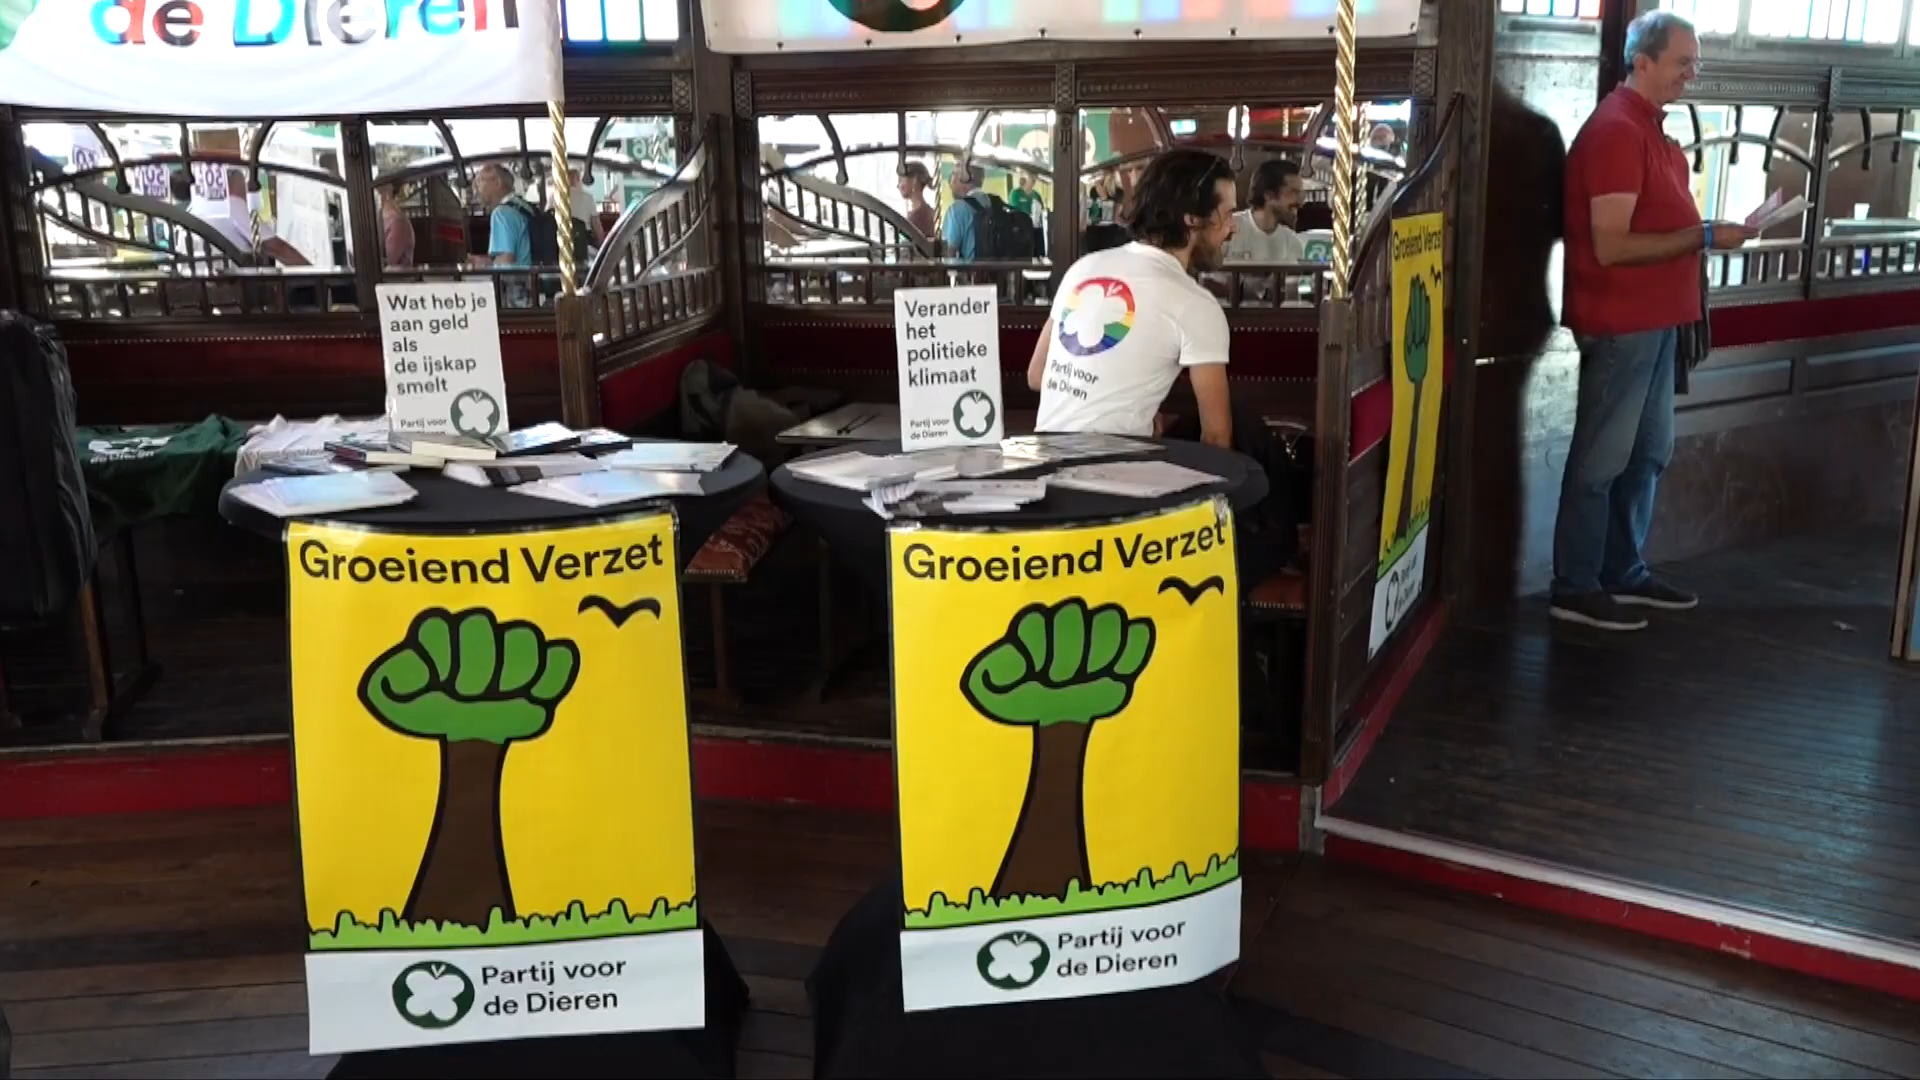 de Dieren
Wat heb je
aan geld
als
de ijskap
smelt
Partij voor
Verander
het
politieke
klimaat
Partij voor
de Dieren
Partij voor
de Dieren
Groeiend Verzet
de Dieren
Groeiend Verzet
Partij voor
de Dieren
Groeiend Verzet
Partij voor
de Dieren